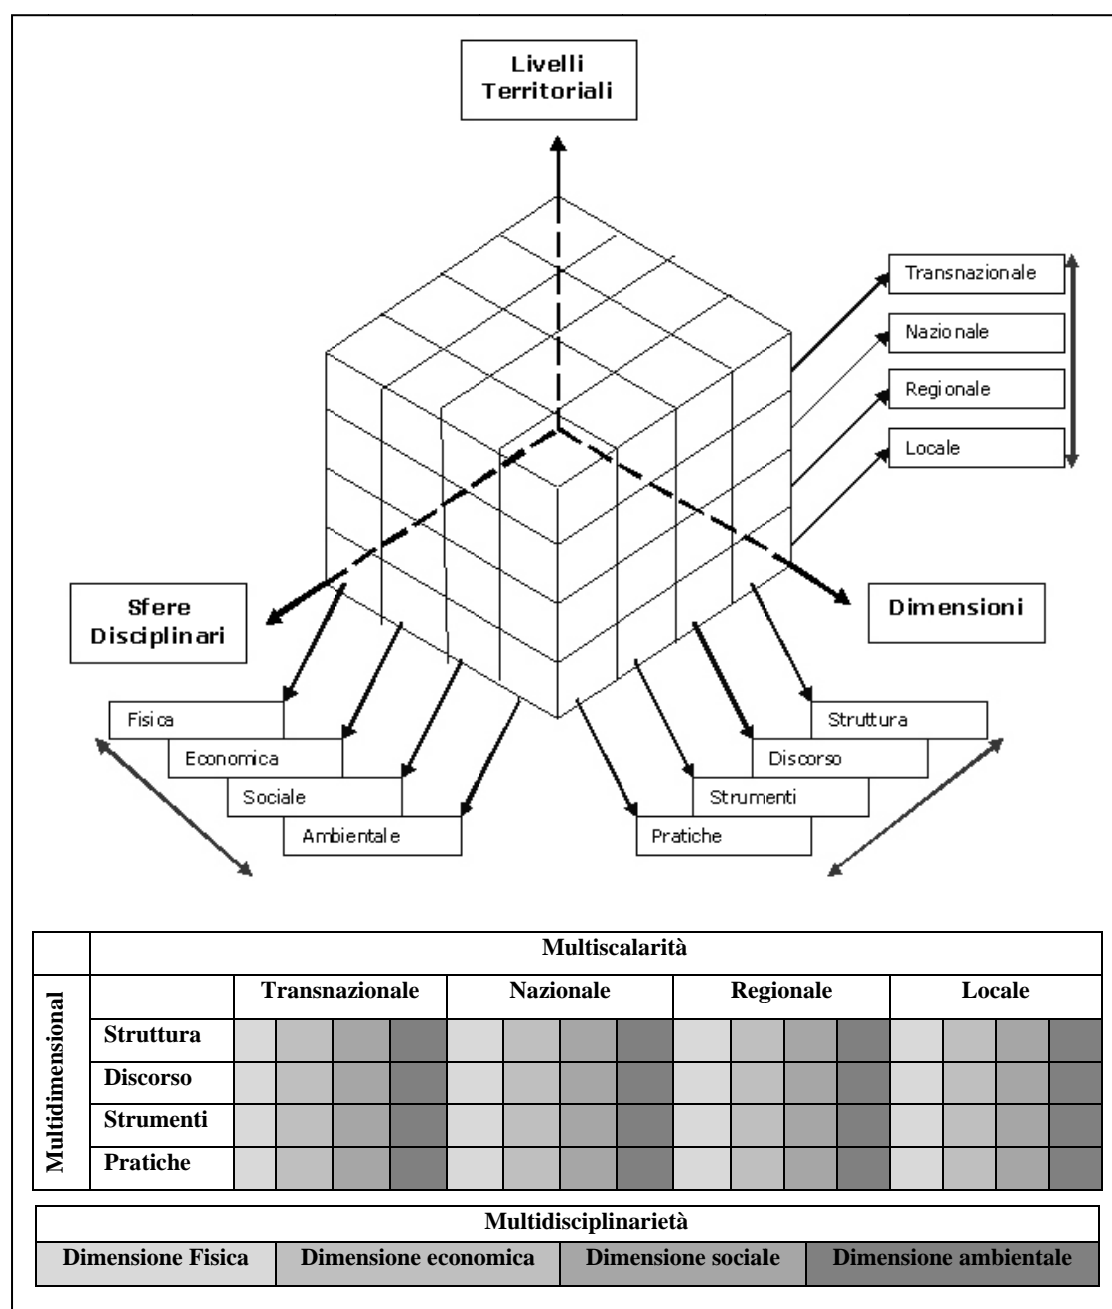 Livelli
Territoriali
Transnazionale
Nazionale
Regionale
Locale
Sfere
Disciplinari
Dimensioni
Fisica
Economica
Sociale
Ambientale
Struttura
Discorso
Strumenti
Pratiche
Multiscalarità
Multidimensional
Transnazionale Nazionale Regionale Locale
Struttura
Discorso
Strumenti
Pratiche
Multidisciplinarietà
Dimensione Fisica Dimensione economica Dimensione sociale Dimensione ambientale